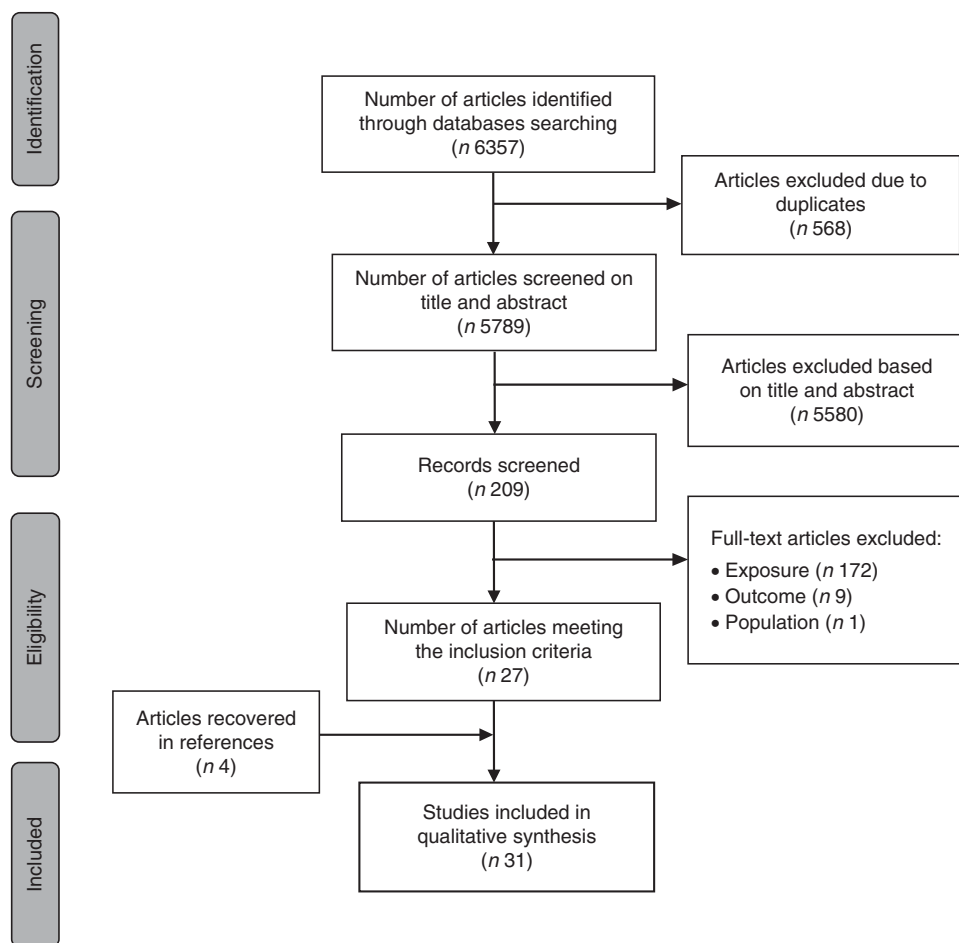 Identification
Number of articles identified
through databases searching
(n 6357)
Articles excluded due to
duplicates
(n 568)
Screening
Number of articles screened on
title and abstract
(n 5789)
Articles excluded based
on title and abstract
(n 5580)
Records screened
(n 209)
Eligibility
Full-text articles excluded:
• Exposure (n 172)
• Outcome (n 9)
• Population (n 1)
Number of articles meeting
the inclusion criteria
(n 27)
Articles recovered
in references
(n 4)
Included
Studies included in
qualitative synthesis
(n 31)